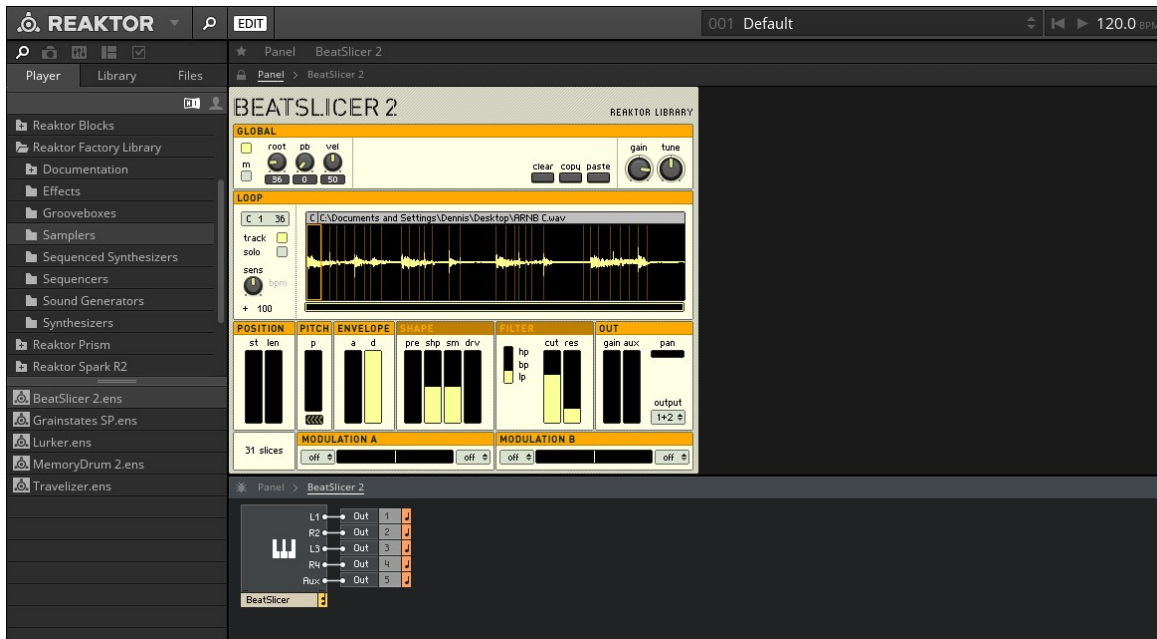 REAKTOR
EDIT
001 Default
120.0 BPM
Panel BeatSlicer 2
Player Library Files
Panel > BeatSlicer 2
Reaktor Blocks
Reaktor Factory Library
Documentation
Effects
Grooveboxes
Samplers
Sequenced Synthesizers
Sequencers
Sound Generators
Synthesizers
Reaktor Prism
Reaktor Spark R2
BeatSlicer 2.ens
Grainstates SP.ens
Lurker.ens
MemoryDrum 2.ens
Travelizer.ens
BEATSLICER 2
REAKTOR LIBRARY
GLOBAL
root pb vel
m
36 0 50
clear copy paste
gain tune
LOOP
C 1 36
C C:\Documents and Settings\Dennis\Desktop\ARNB C.wav
track
solo
sens
bpm
+ 100
POSITION PITCH ENVELOPE SHAPE FILTER OUT
st len p a d pre shp sm drv cut res gain aux pan
hp
bp
lp
output
1+2
31 slices
MODULATION A MODULATION B
off off off off
Panel > BeatSlicer 2
L1 Out 1
R2 Out 2
L3 Out 3
R4 Out 4
Aux Out 5
BeatSlicer